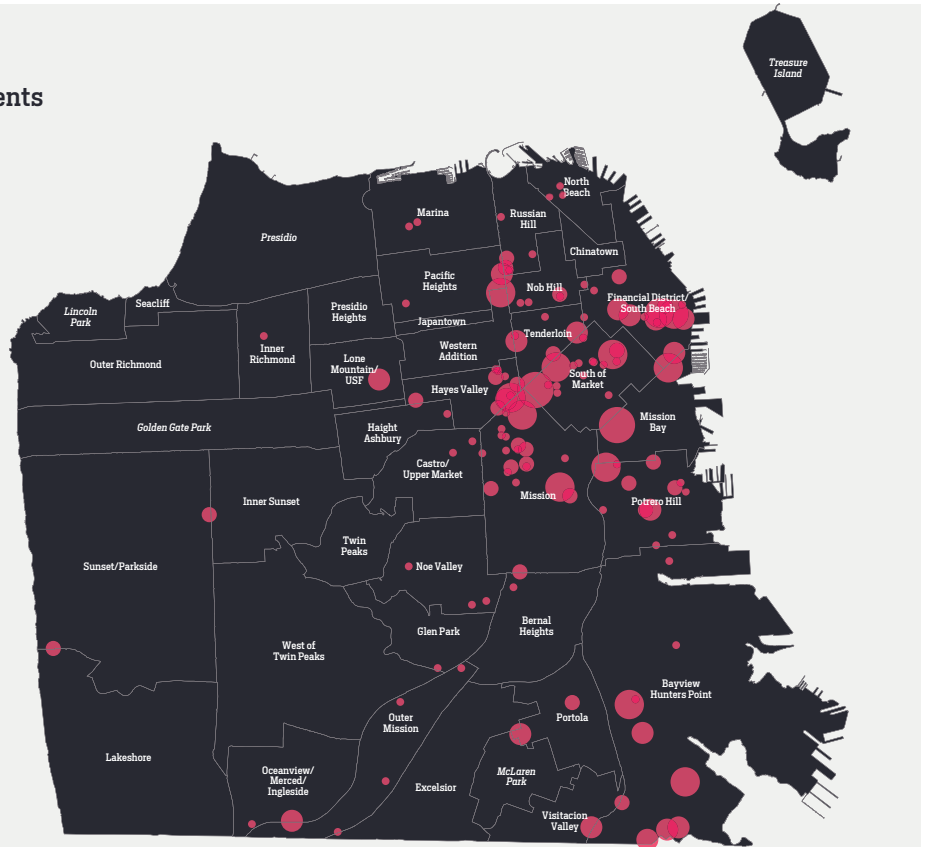 ents
Treasure
Island
North
Beach
Marina
Russian
Hill
Presidio
Chinatown
Pacific
Heights
Nob Hill
Seacliff
Lincoln
Park
Presidio
Heights
Financial District/
South Beach
Japantown
Tenderloin
Inner
Richmond
Western
Addition
Outer Richmond
Lone
Mountain/
USF
South of
Market
Hayes Valley
Golden Gate Park
Haight
Ashbury
Mission
Bay
Castro/
Upper Market
Inner Sunset
Mission
Potrero Hill
Twin
Peaks
Sunset/Parkside
Noe Valley
Glen Park
Bernal
Heights
West of
Twin Peaks
Bayview
Hunters Point
Outer
Mission
Portola
Lakeshore
Oceanview/
Merced/
Ingleside
McLaren
Park
Excelsior
Visitacion
Valley